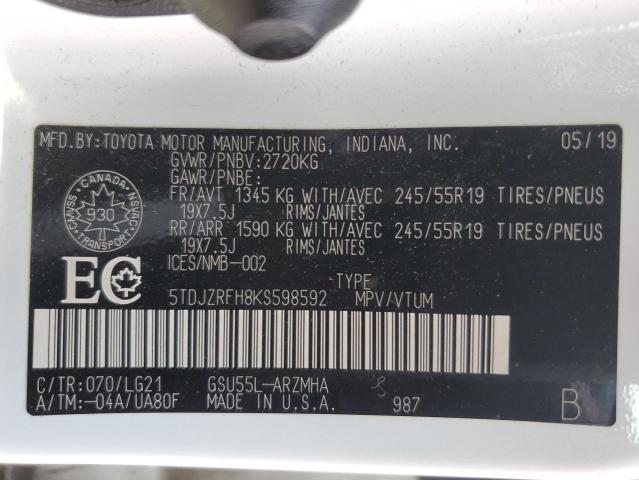 MFD.BY:TOYOTA MOTOR MANUFACTURING, INDIANA, INC. 05/19
GVWR/PNBV:2720KG
GAWR/PNBE:
FR/AVT 1345 KG WITH/AVEC 245/55R19 TIRES/PNEUS
19X7.5J RIMS/JANTES
RR/ARR 1590 KG WITH/AVEC 245/55R19 TIRES/PNEUS
19X7.5J RIMS/JANTES
CANADA
CMVSS 930 NSVAC
TRANSPORT
ICES/NMB-002
EC
TYPE
5TDJZRFH8KS598592 MPV/VTUM
C/TR:070/LG21 GSU55L-ARZMHA
A/TM:-04A/UA80F MADE IN U.S.A. 987 B